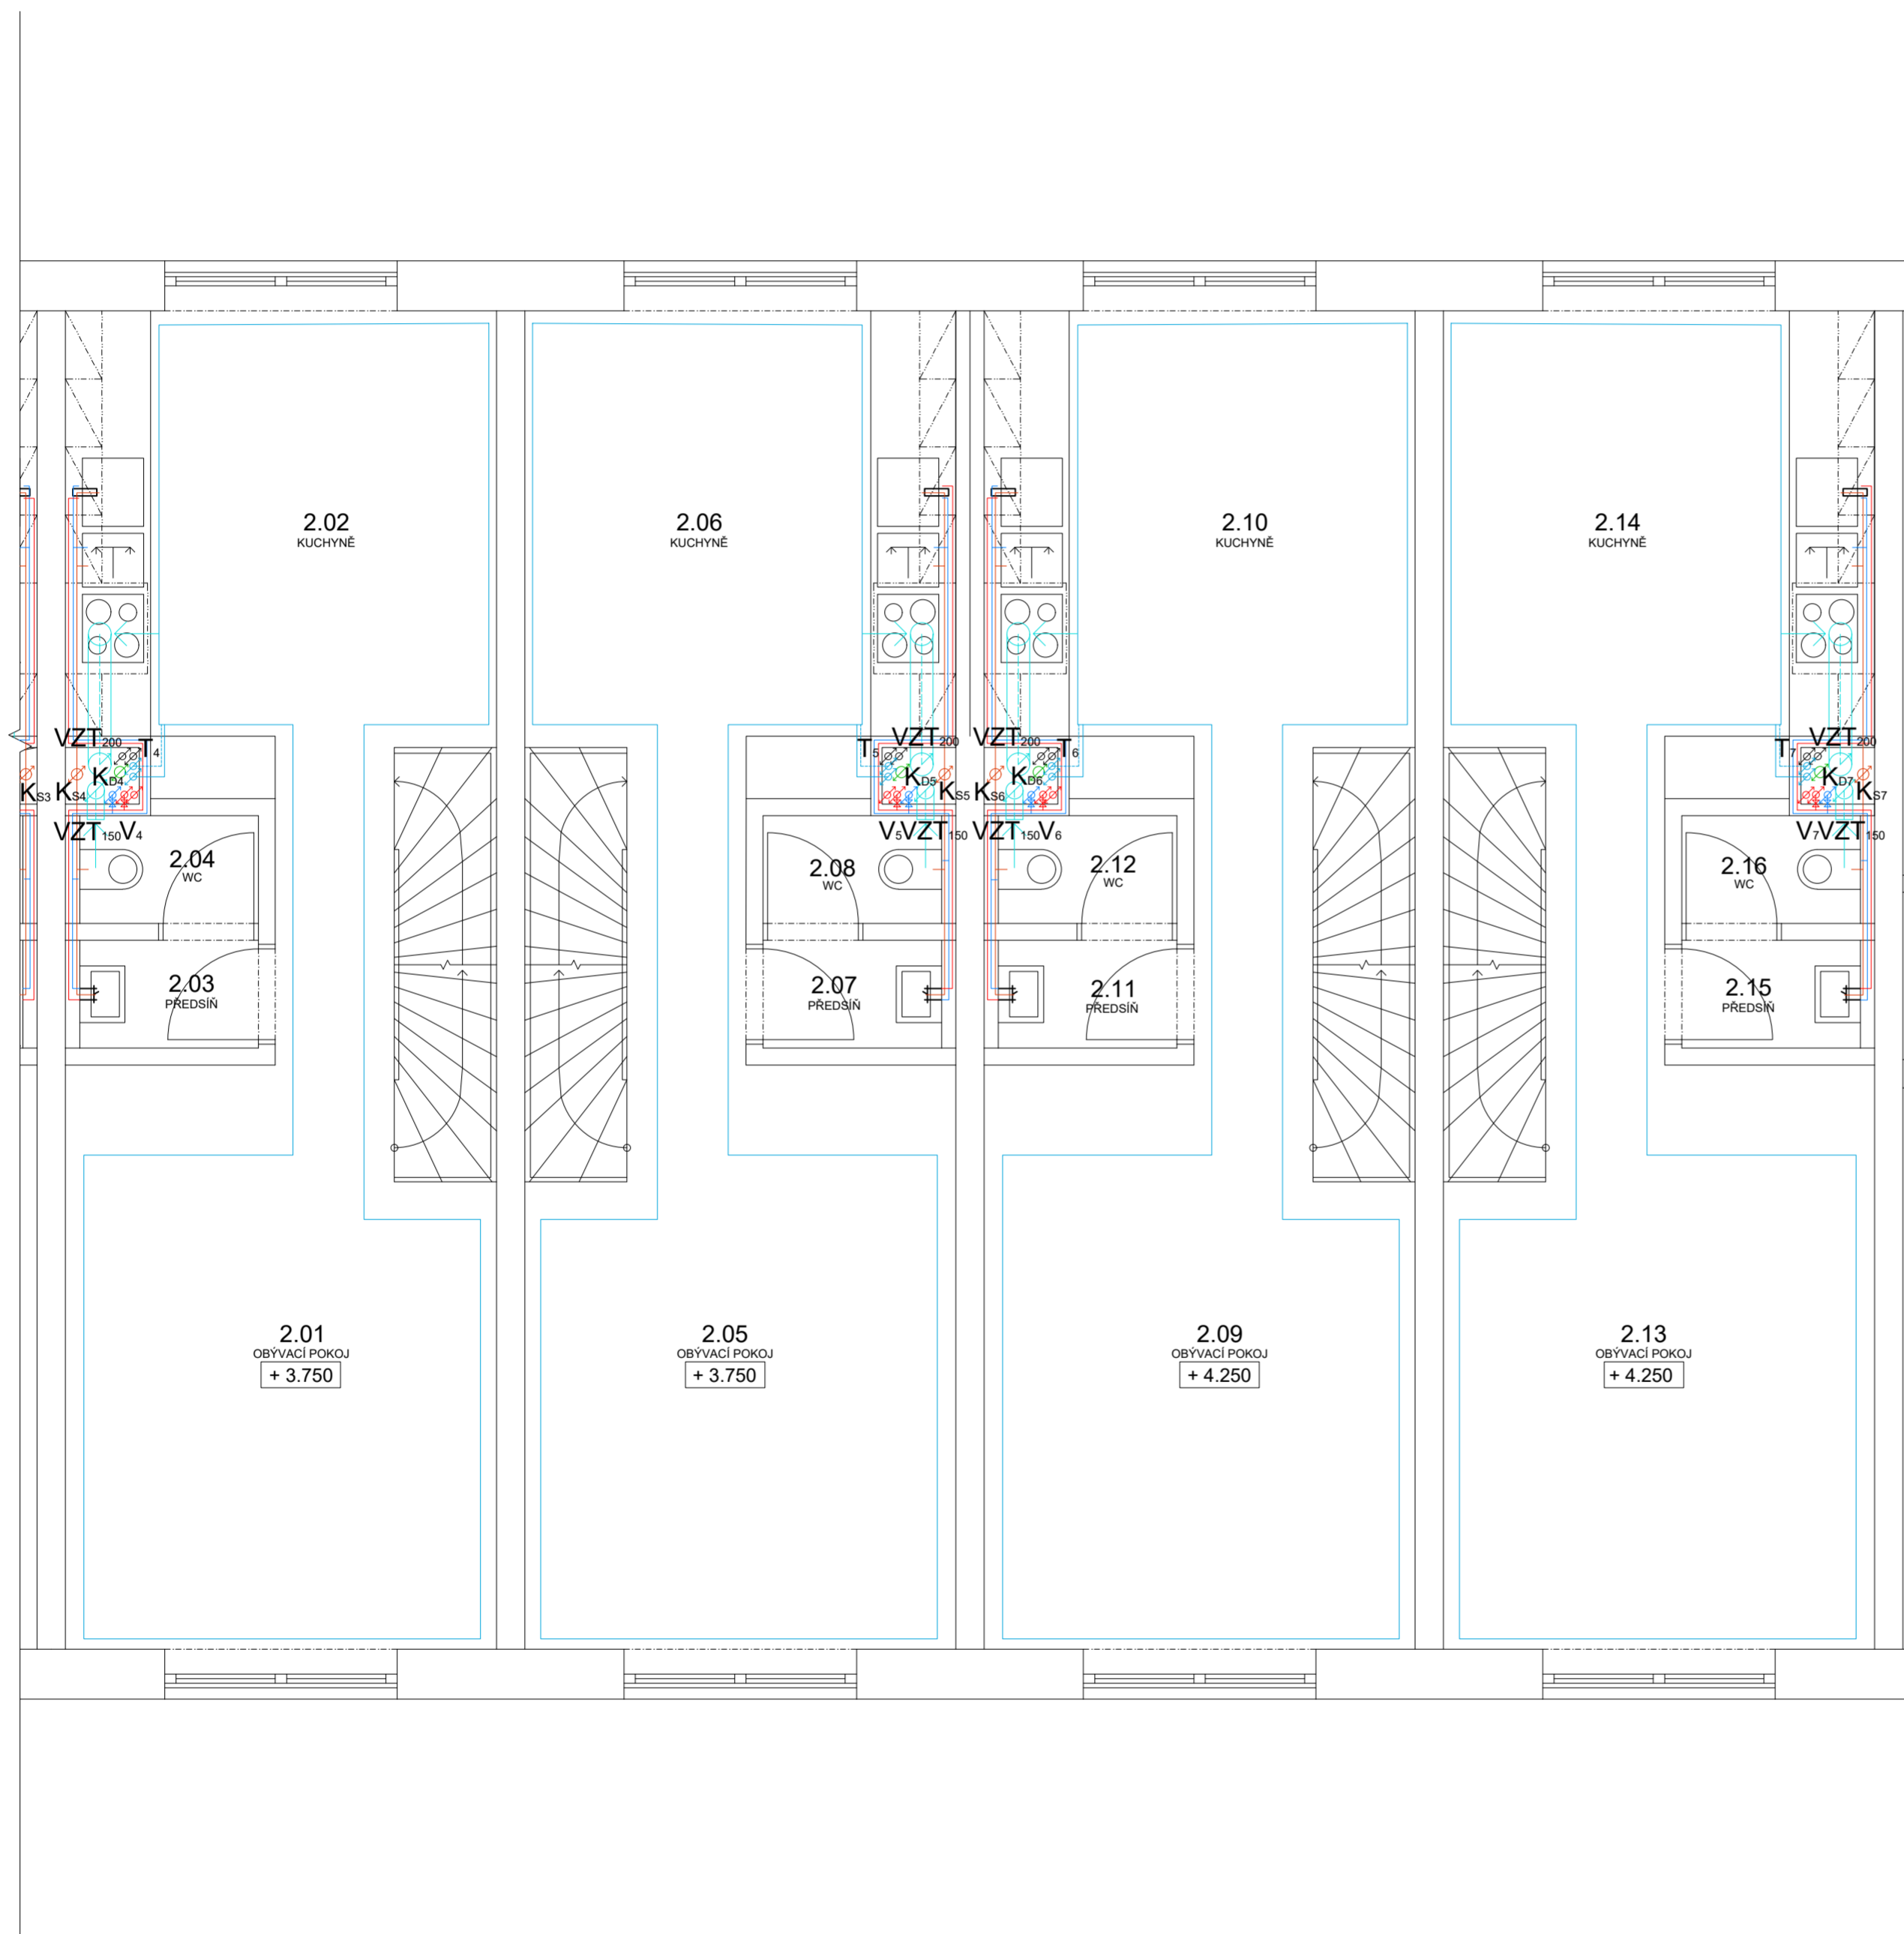 2.02
KUCHYNĚ
2.06
KUCHYNĚ
2.10
KUCHYNĚ
2.14
KUCHYNĚ
VZT200 T4
T5 VZT200
VZT200 T6
T7 VZT200
KS3 KS4 KD4
KD5 KS5
KS6 KD6
KD7 KS7
VZT150 V4
V5 VZT150
VZT150 V6
V7 VZT150
2.04
WC
2.08
WC
2.12
WC
2.16
WC
2.03
PŘEDSÍŇ
2.07
PŘEDSÍŇ
2.11
PŘEDSÍŇ
2.15
PŘEDSÍŇ
2.01
OBÝVACÍ POKOJ
+ 3.750
2.05
OBÝVACÍ POKOJ
+ 3.750
2.09
OBÝVACÍ POKOJ
+ 4.250
2.13
OBÝVACÍ POKOJ
+ 4.250